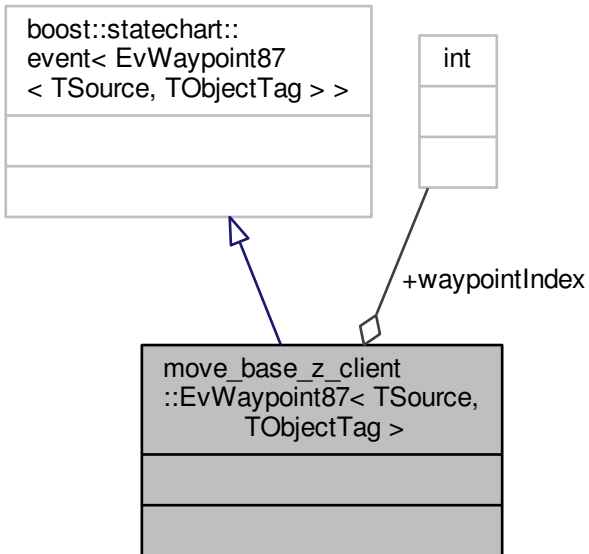 boost::statechart::
event< EvWaypoint87
< TSource, TObjectTag > >
int
+waypointIndex
move_base_z_client
::EvWaypoint87< TSource,
TObjectTag >